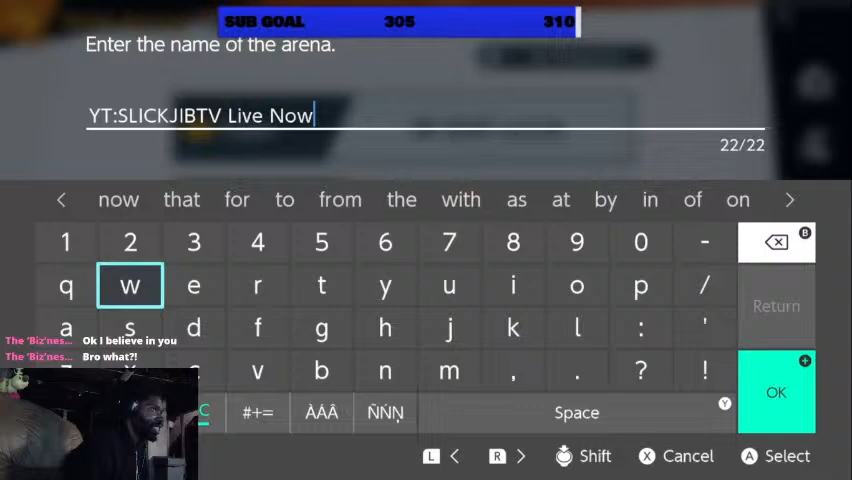 SUB GOAL 305 310
Enter the name of the arena.
YT:SLICKJIBTV Live Now
22/22
< now that for to from the with as at by in of on >
1 2 3 4 5 6 7 8 9 0 - B
q w e r t y u i o p / Return
a s d f g h j k l : '
The 'Biz'nes... Ok I believe in you
The 'Biz'nes... Bro what?!
v b n m , . ? ! + OK
#+= ÀÁÂ ÑŃŅ Space Y
L < R > Shift X Cancel A Select